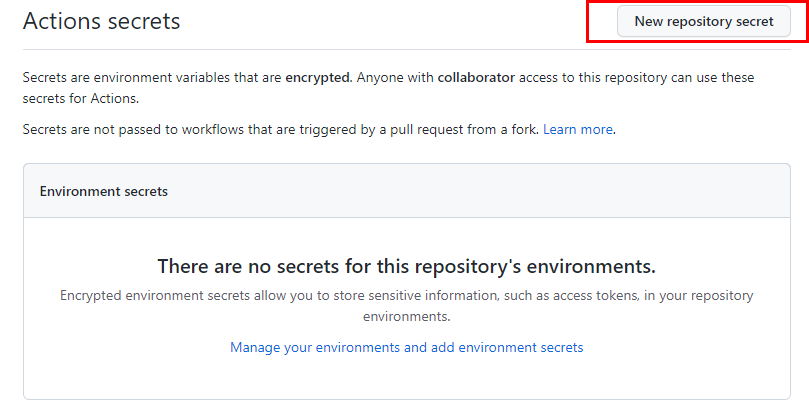 Actions secrets
New repository secret
Secrets are environment variables that are encrypted. Anyone with collaborator access to this repository can use these
secrets for Actions.
Secrets are not passed to workflows that are triggered by a pull request from a fork. Learn more.
Environment secrets
There are no secrets for this repository's environments.
Encrypted environment secrets allow you to store sensitive information, such as access tokens, in your repository
environments.
Manage your environments and add environment secrets